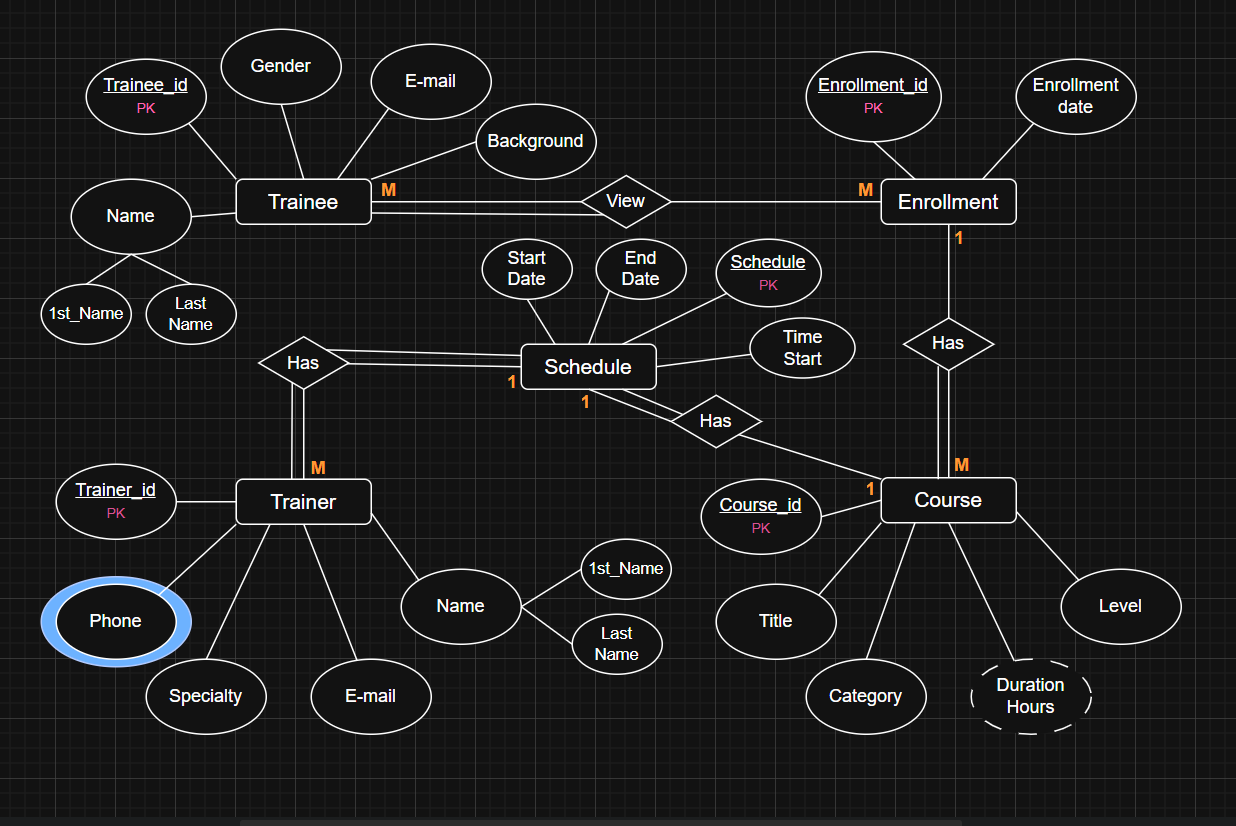 Gender
E-mail
Trainee_id
PK
Enrollment_id
PK
Enrollment
date
Background
Name
Trainee
M
View
M
Enrollment
1
1st_Name
Last
Name
Start
Date
End
Date
Schedule
PK
Time
Start
Has
Schedule
1
1
Has
Has
M
M
Trainer_id
PK
Trainer
Course_id
PK
1
Course
Phone
Name
1st_Name
Last
Name
Title
Level
Specialty
E-mail
Category
Duration
Hours